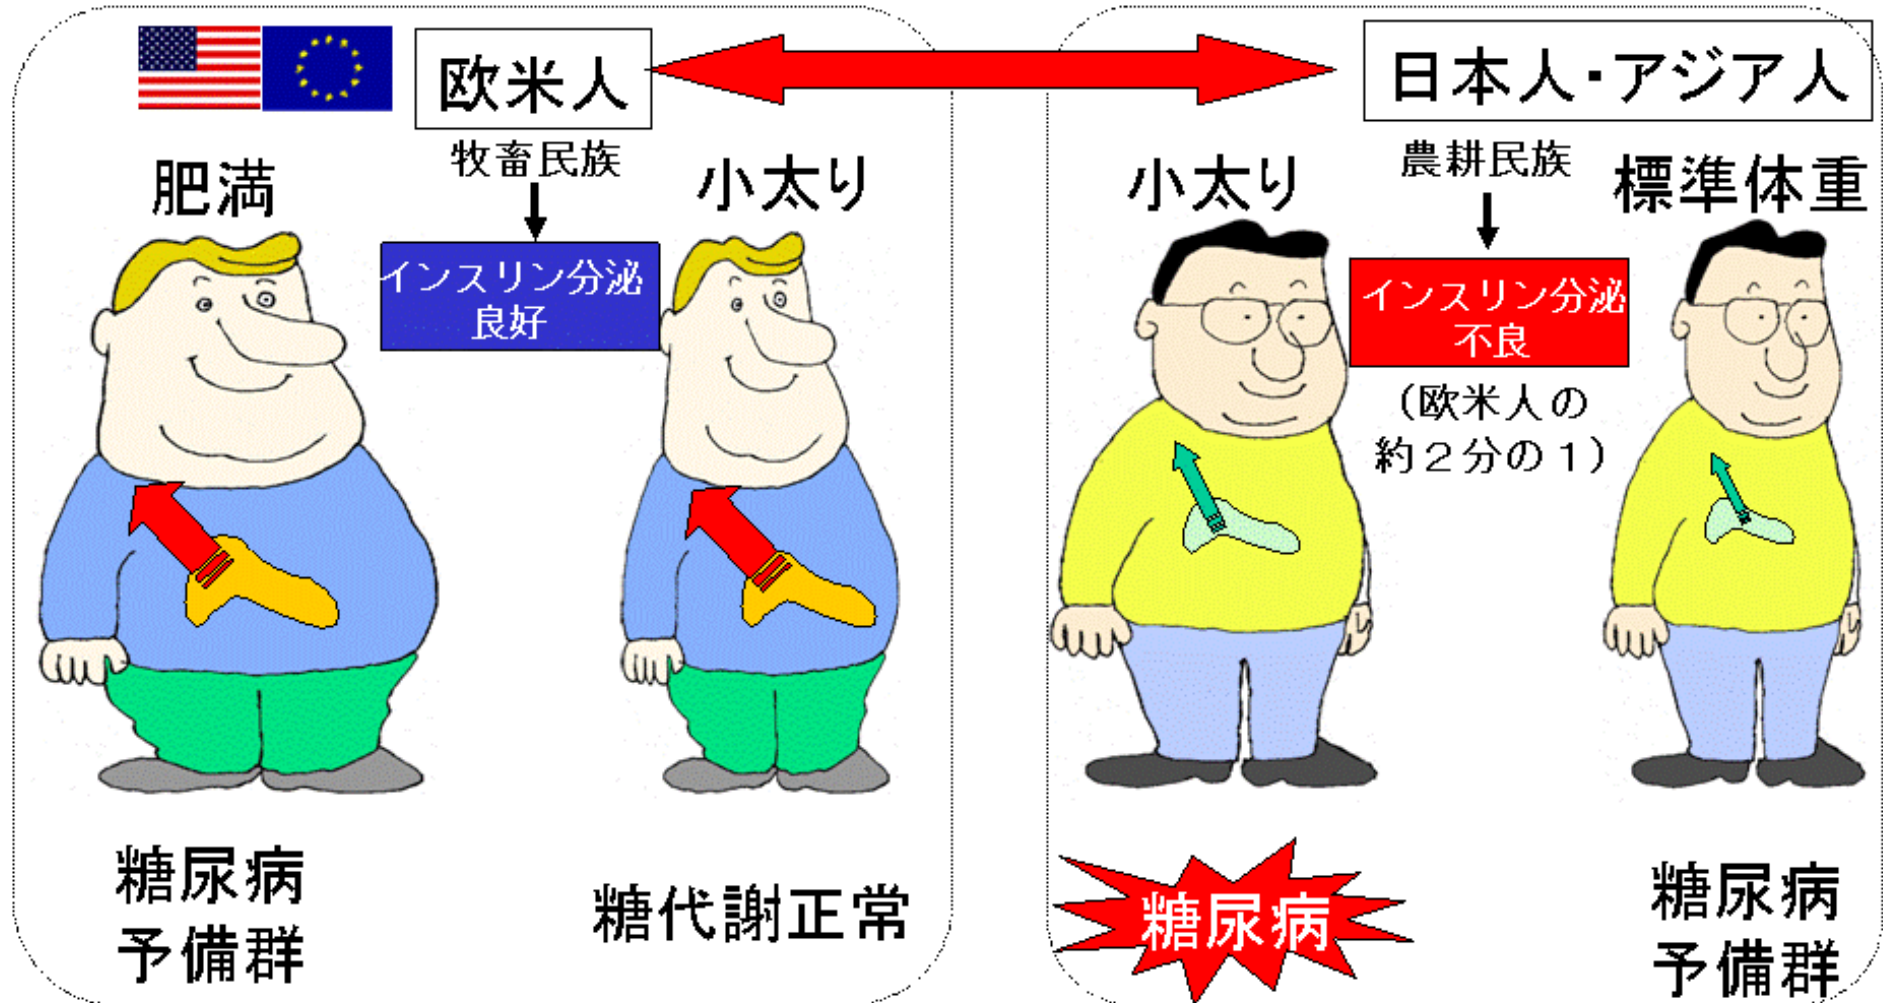 欧米人
牧畜民族
肥満
小太り
インスリン分泌
良好
糖尿病
予備群
糖代謝正常
日本人・アジア人
農耕民族
小太り
標準体重
インスリン分泌
不良
（欧米人の
約２分の１）
糖尿病
糖尿病
予備群